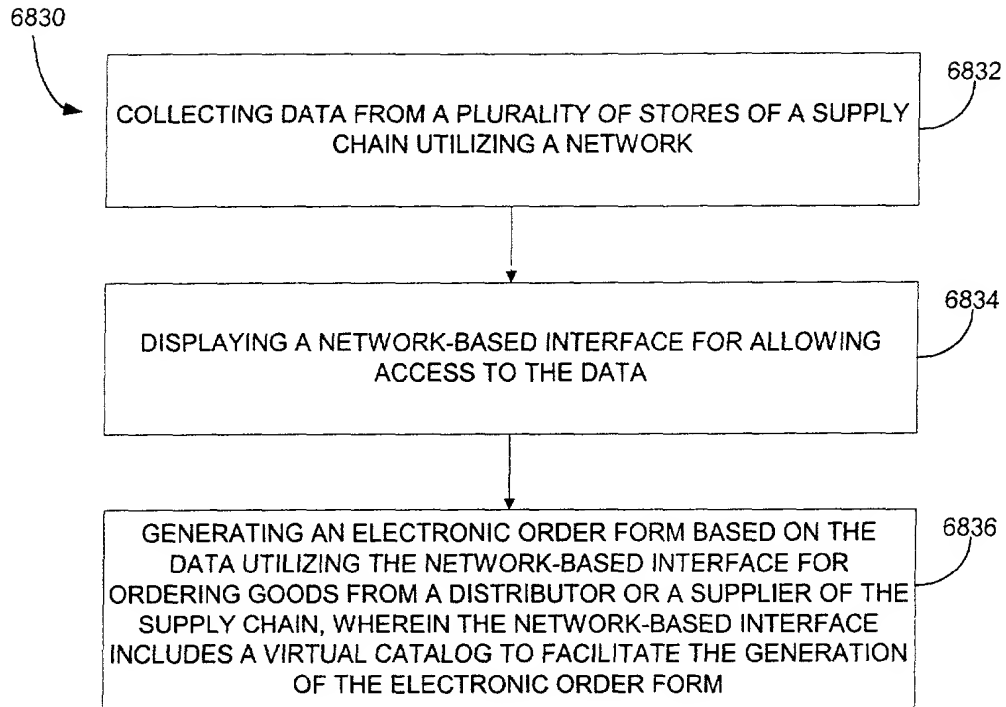 6830
6832
COLLECTING DATA FROM A PLURALITY OF STORES OF A SUPPLY
CHAIN UTILIZING A NETWORK
6834
DISPLAYING A NETWORK-BASED INTERFACE FOR ALLOWING
ACCESS TO THE DATA
6836
GENERATING AN ELECTRONIC ORDER FORM BASED ON THE
DATA UTILIZING THE NETWORK-BASED INTERFACE FOR
ORDERING GOODS FROM A DISTRIBUTOR OR A SUPPLIER OF THE
SUPPLY CHAIN, WHEREIN THE NETWORK-BASED INTERFACE
INCLUDES A VIRTUAL CATALOG TO FACILITATE THE GENERATION
OF THE ELECTRONIC ORDER FORM